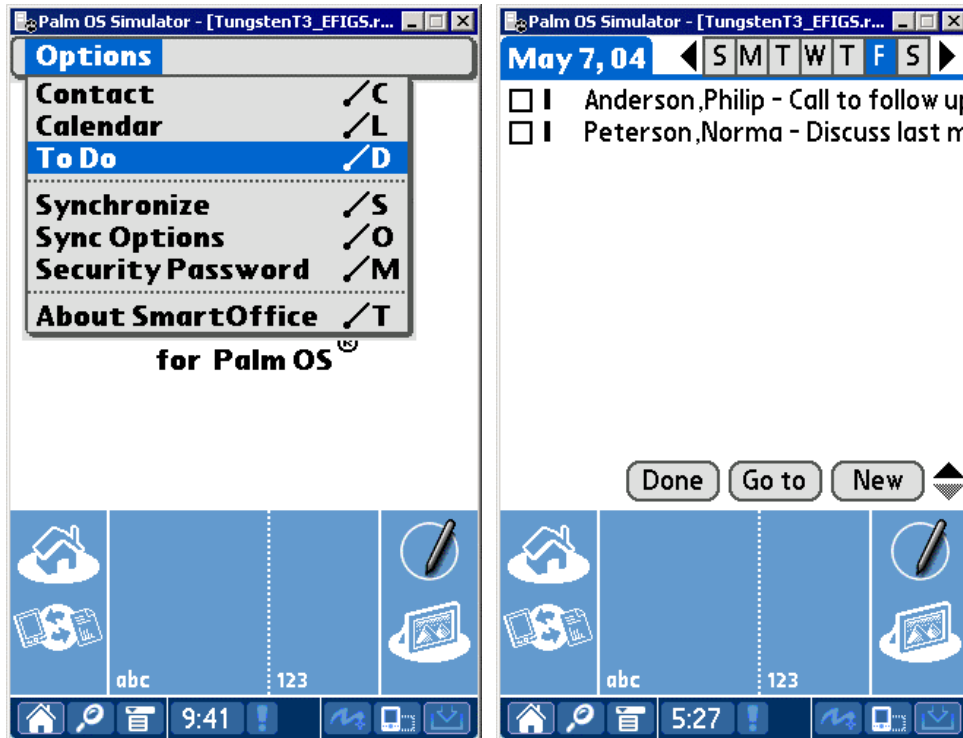 Palm OS Simulator - [TungstenT3_EFIGS.r...
Options
Contact /C
Calendar /L
To Do /D
Synchronize /S
Sync Options /O
Security Password /M
About SmartOffice /T
for Palm OS®
abc 123
9:41
Palm OS Simulator - [TungstenT3_EFIGS.r...
May 7, 04 S M T W T F S
I Anderson,Philip - Call to follow up
I Peterson,Norma - Discuss last m
Done Go to New
abc 123
5:27